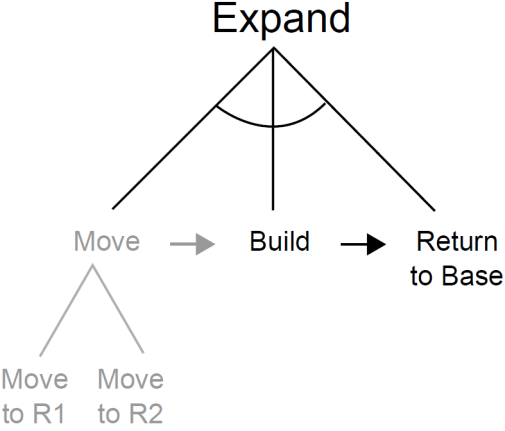 Expand
Move
Build
Return
to Base
Move
to R1
Move
to R2